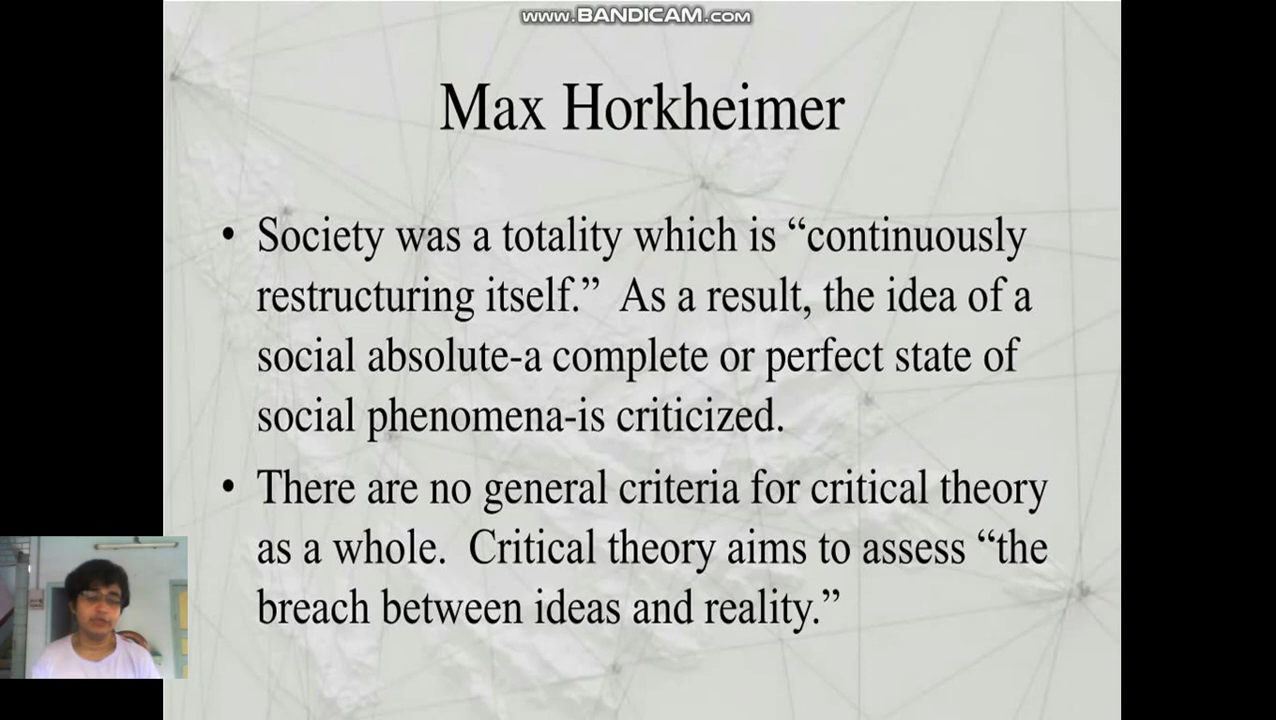 www.BANDICAM.com
Max Horkheimer
• Society was a totality which is “continuously
restructuring itself.”  As a result, the idea of a
social absolute-a complete or perfect state of
social phenomena-is criticized.
• There are no general criteria for critical theory
as a whole.  Critical theory aims to assess “the
breach between ideas and reality.”